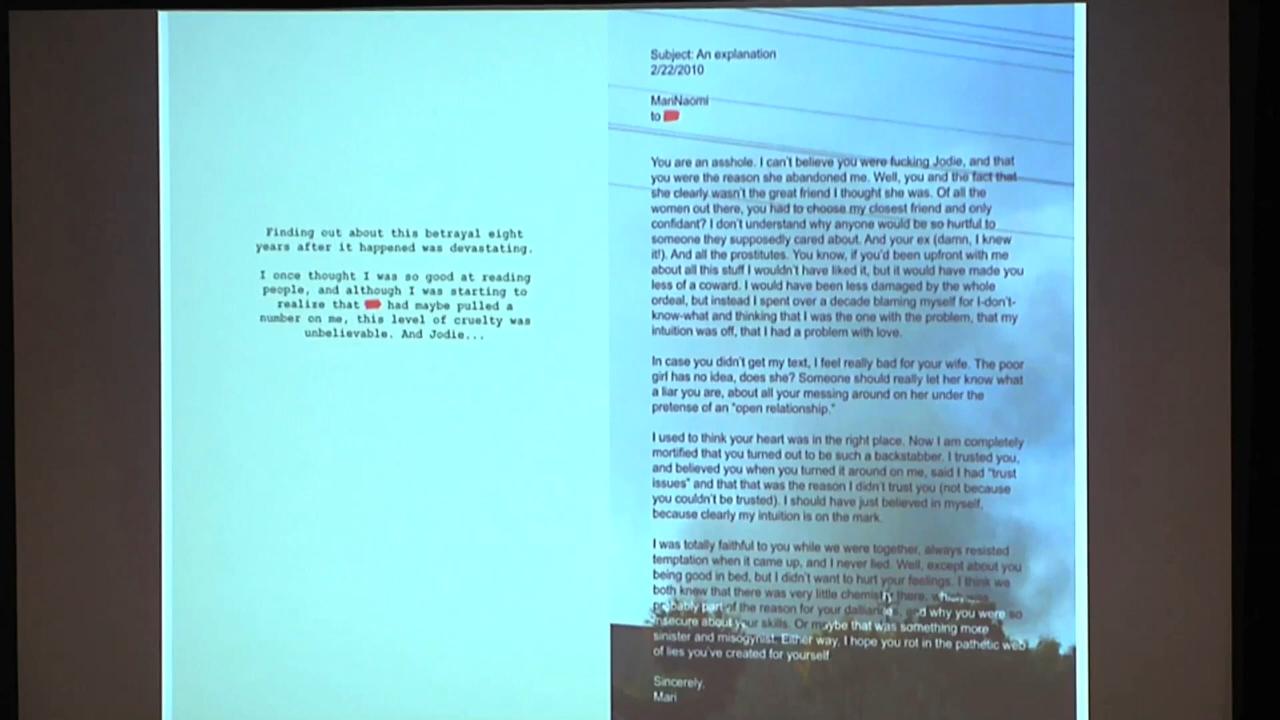 Finding out about this betrayal eight
years after it happened was devastating.
I once thought I was so good at reading
people, and although I was starting to
realize that had maybe pulled a
number on me, this level of cruelty was
unbelievable. And Jodie...
Subject: An explanation
2/22/2010
MariNaomi
to
You are an asshole. I can't believe you were fucking Jodie, and that
you were the reason she abandoned me. Well, you and the fact that
she clearly wasn't the great friend I thought she was. Of all the
women out there, you had to choose my closest friend and only
confidant? I don't understand why anyone would be so hurtful to
someone they supposedly cared about. And your ex (damn, I knew
it!). And all the prostitutes. You know, if you'd been upfront with me
about all this stuff I wouldn't have liked it, but it would have made you
less of a coward. I would have been less damaged by the whole
ordeal, but instead I spent over a decade blaming myself for I-don't-
know-what and thinking that I was the one with the problem, that my
intuition was off, that I had a problem with love.
In case you didn't get my text, I feel really bad for your wife. The poor
girl has no idea, does she? Someone should really let her know what
a liar you are, about all your messing around on her under the
pretense of an "open relationship."
I used to think your heart was in the right place. Now I am completely
mortified that you turned out to be such a backstabber. I trusted you,
and believed you when you turned it around on me, said I had "trust
issues" and that that was the reason I didn't trust you (not because
you couldn't be trusted). I should have just believed in myself,
because clearly my intuition is on the mark.
I was totally faithful to you while we were together, always resisted
temptation when it came up, and I never lied. Well, except about you
being good in bed, but I didn't want to hurt your feelings. I think we
both knew that there was very little chemistry there, which was
probably part of the reason for your dalliances, and why you were so
insecure about your skills. Or maybe that was something more
sinister and misogynist. Either way, I hope you rot in the pathetic web
of lies you've created for yourself.
Sincerely,
Mari